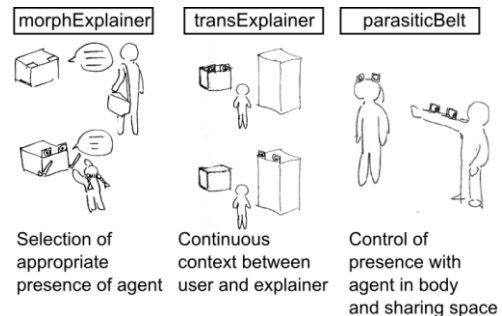 morphExplainer
transExplainer
parasiticBelt
Selection of
appropriate
presence of agent
Continuous
context between
user and explainer
Control of
presence with
agent in body
and sharing space